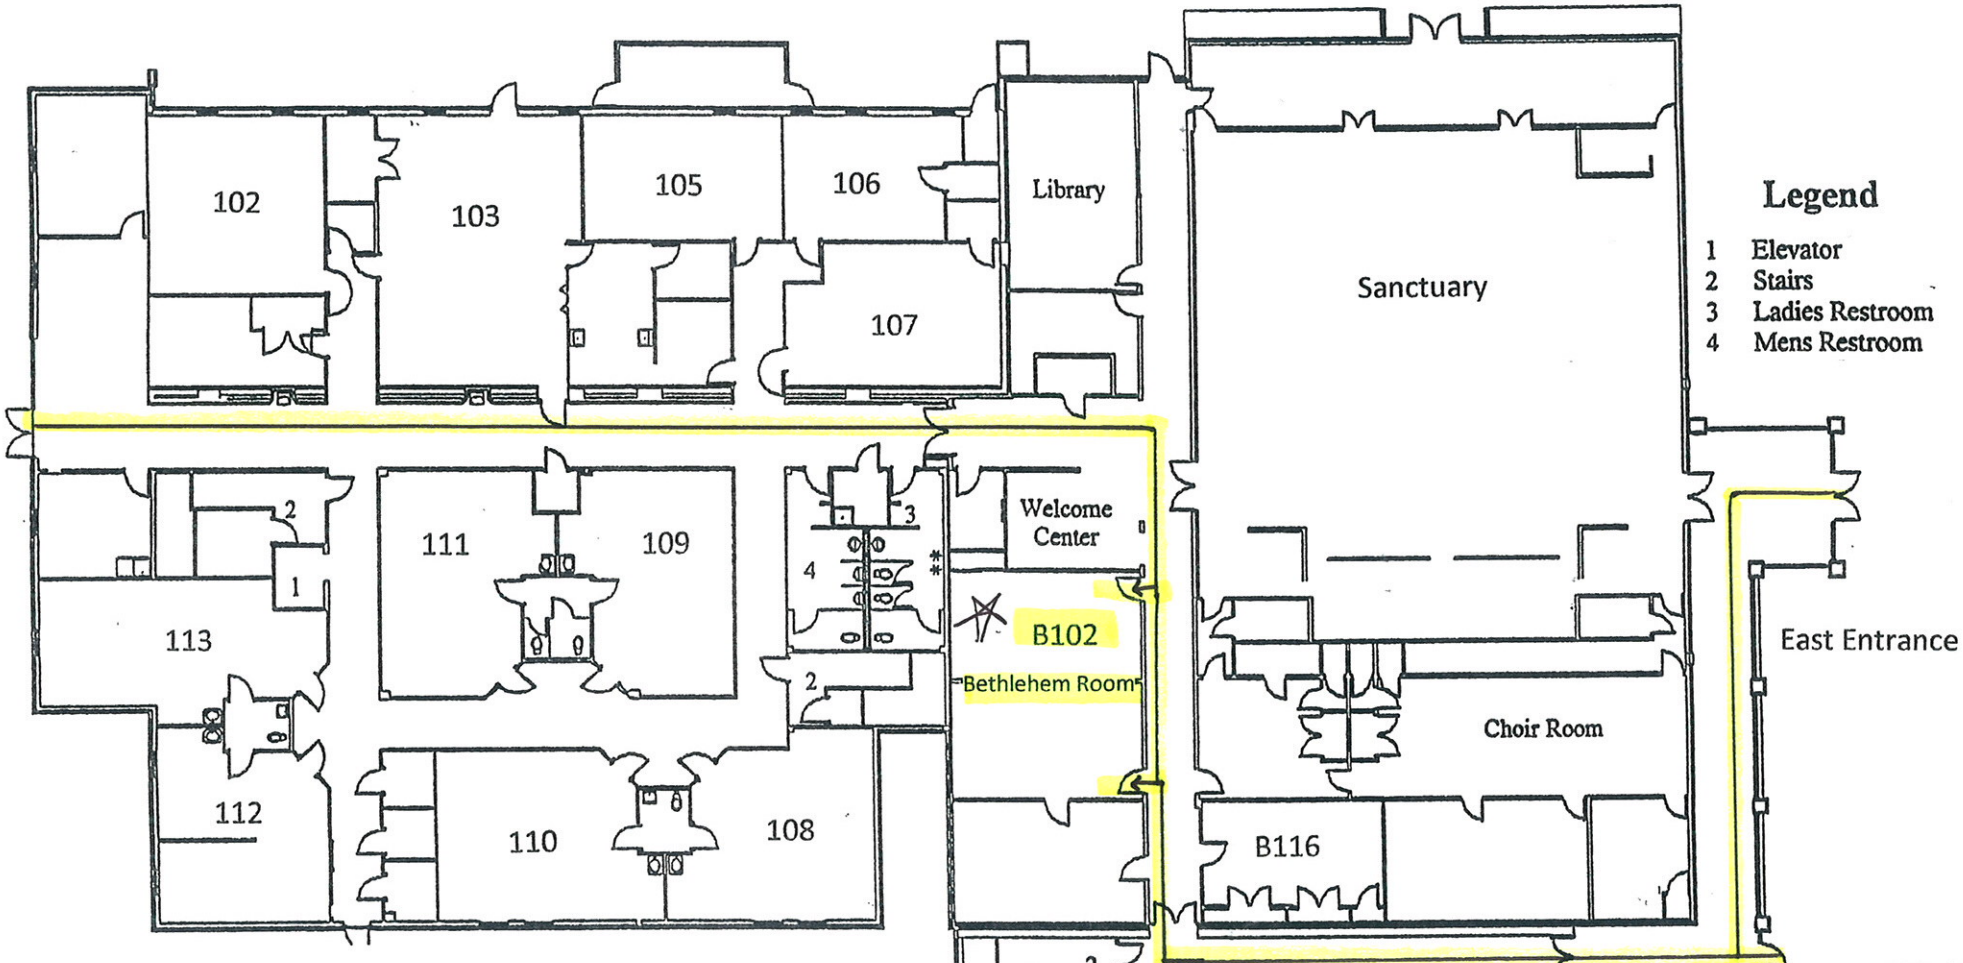 102
103
105
106
107
Library
Sanctuary
Legend
1 Elevator
2 Stairs
3 Ladies Restroom
4 Mens Restroom
111
109
2
1
113
112
110
108
3
4
**
2
Welcome
Center
B102
Bethlehem Room
Choir Room
B116
East Entrance